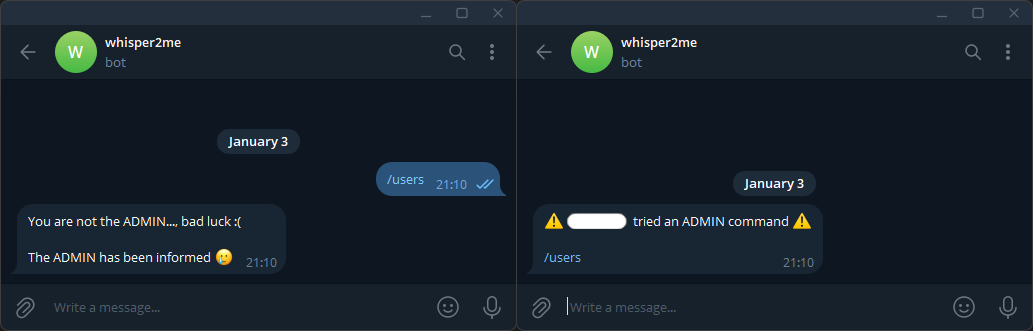 W
whisper2me
bot
January 3
/users 21:10
You are not the ADMIN..., bad luck :(
The ADMIN has been informed 🥲 21:10
Write a message...
W
whisper2me
bot
January 3
⚠️ tried an ADMIN command ⚠️
/users 21:10
Write a message...